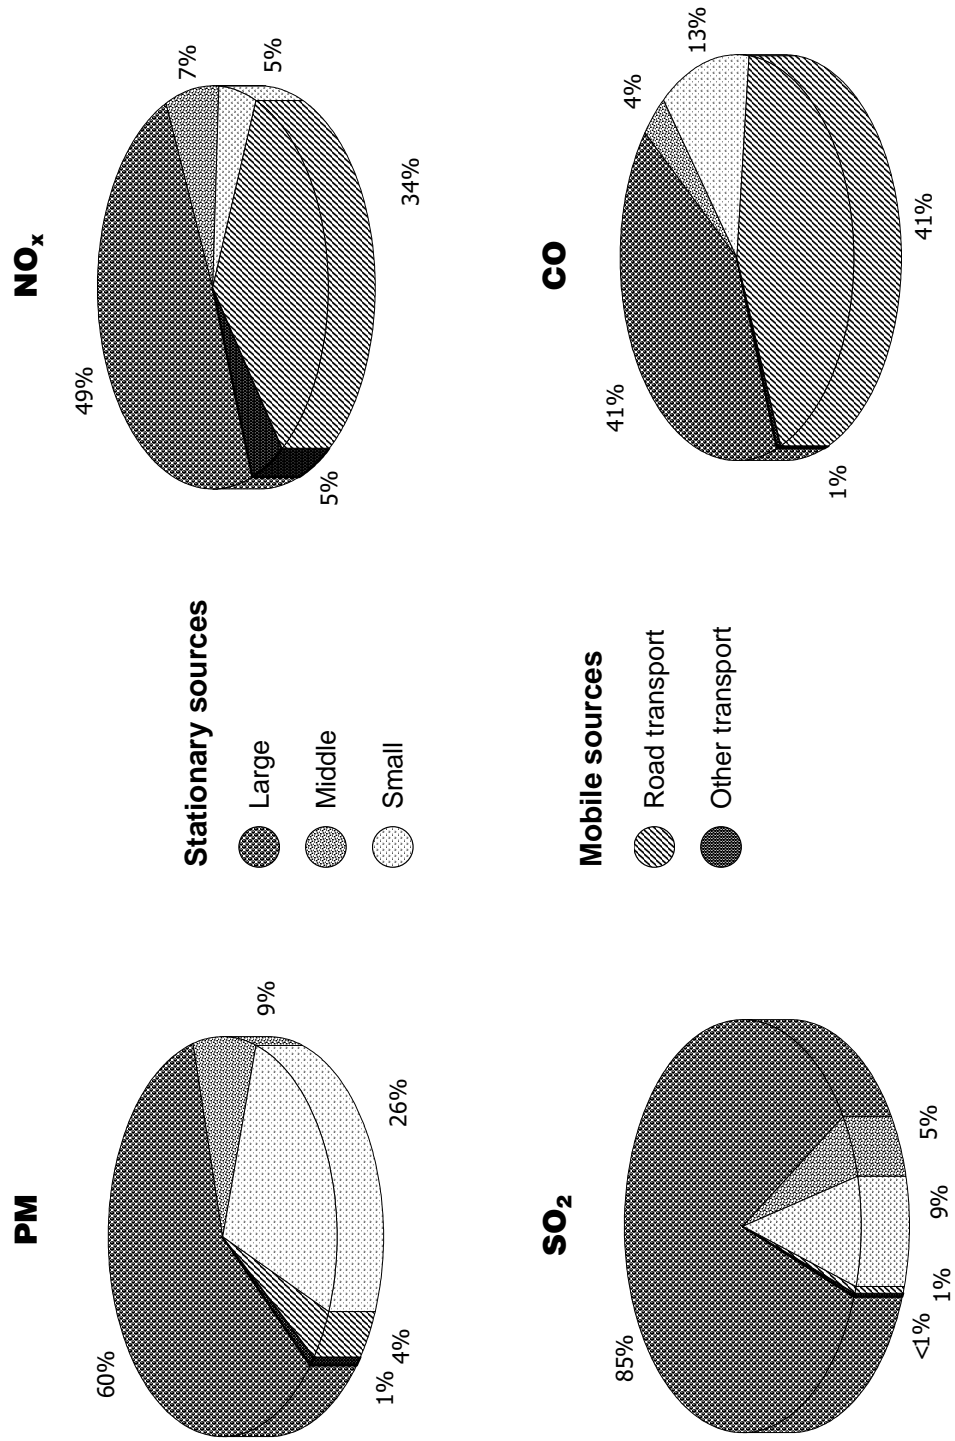 PM
60%
9%
26%
4%
1%
NOx
49%
7%
5%
34%
5%
Stationary sources
Large
Middle
Small
Mobile sources
Road transport
Other transport
SO2
85%
5%
9%
1%
<1%
CO
41%
4%
13%
41%
1%